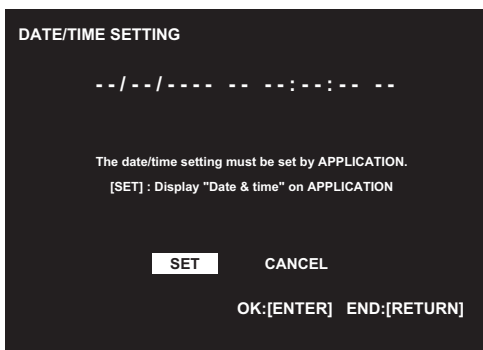 DATE/TIME SETTING
--/--/---- -- --:--:-- --
The date/time setting must be set by APPLICATION.
[SET] : Display "Date & time" on APPLICATION
SET CANCEL
OK:[ENTER] END:[RETURN]